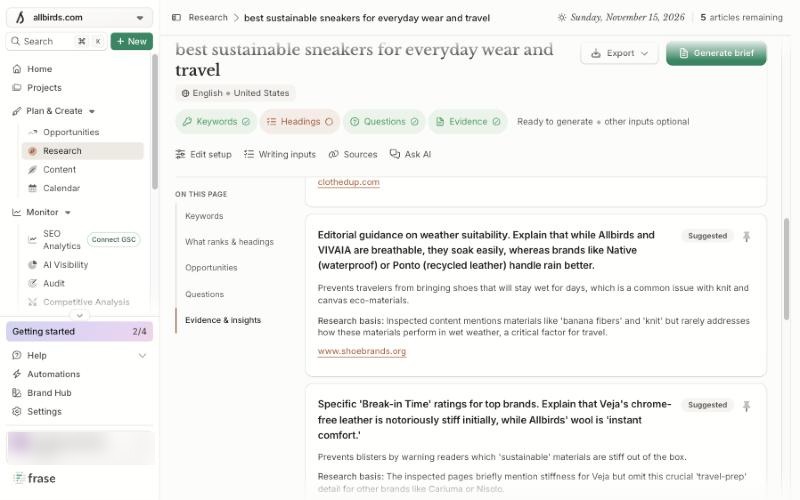 allbirds.com
Search ⌘ K
+ New
Home
Projects
Plan & Create
Opportunities
Research
Content
Calendar
Monitor
SEO Analytics
Connect GSC
AI Visibility
Audit
Competitive Analysis
Getting started 2/4
Help
Automations
Brand Hub
Settings
frase
Research > best sustainable sneakers for everyday wear and travel
Sunday, November 15, 2026
5 articles remaining
best sustainable sneakers for everyday wear and
travel
Export
Generate brief
English • United States
Keywords
Headings
Questions
Evidence
Ready to generate • other inputs optional
Edit setup
Writing inputs
Sources
Ask AI
ON THIS PAGE
Keywords
What ranks & headings
Opportunities
Questions
Evidence & insights
clothedup.com
Editorial guidance on weather suitability. Explain that while Allbirds and
VIVAIA are breathable, they soak easily, whereas brands like Native
(waterproof) or Ponto (recycled leather) handle rain better.
Suggested
Prevents travelers from bringing shoes that will stay wet for days, which is a common issue with knit and
canvas eco-materials.
Research basis: Inspected content mentions materials like 'banana fibers' and 'knit' but rarely addresses
how these materials perform in wet weather, a critical factor for travel.
www.shoebrands.org
Specific 'Break-in Time' ratings for top brands. Explain that Veja's chrome-
free leather is notoriously stiff initially, while Allbirds' wool is 'instant
comfort.'
Suggested
Prevents blisters by warning readers which 'sustainable' materials are stiff out of the box.
Research basis: The inspected pages briefly mention stiffness for Veja but omit this crucial 'travel-prep'
detail for other brands like Cariuma or Nisolo.